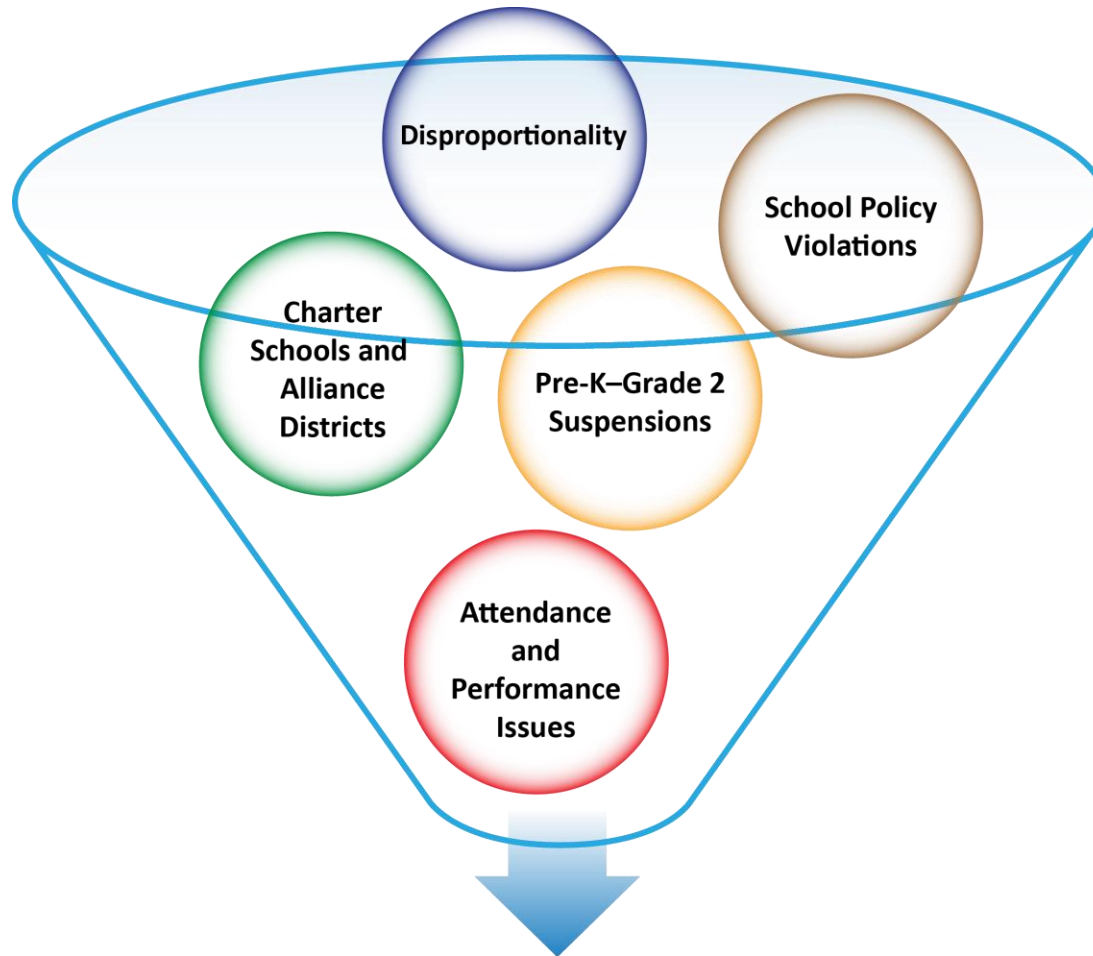 Disproportionality
School Policy
Violations
Charter
Schools and
Alliance
Districts
Pre-K–Grade 2
Suspensions
Attendance
and
Performance
Issues